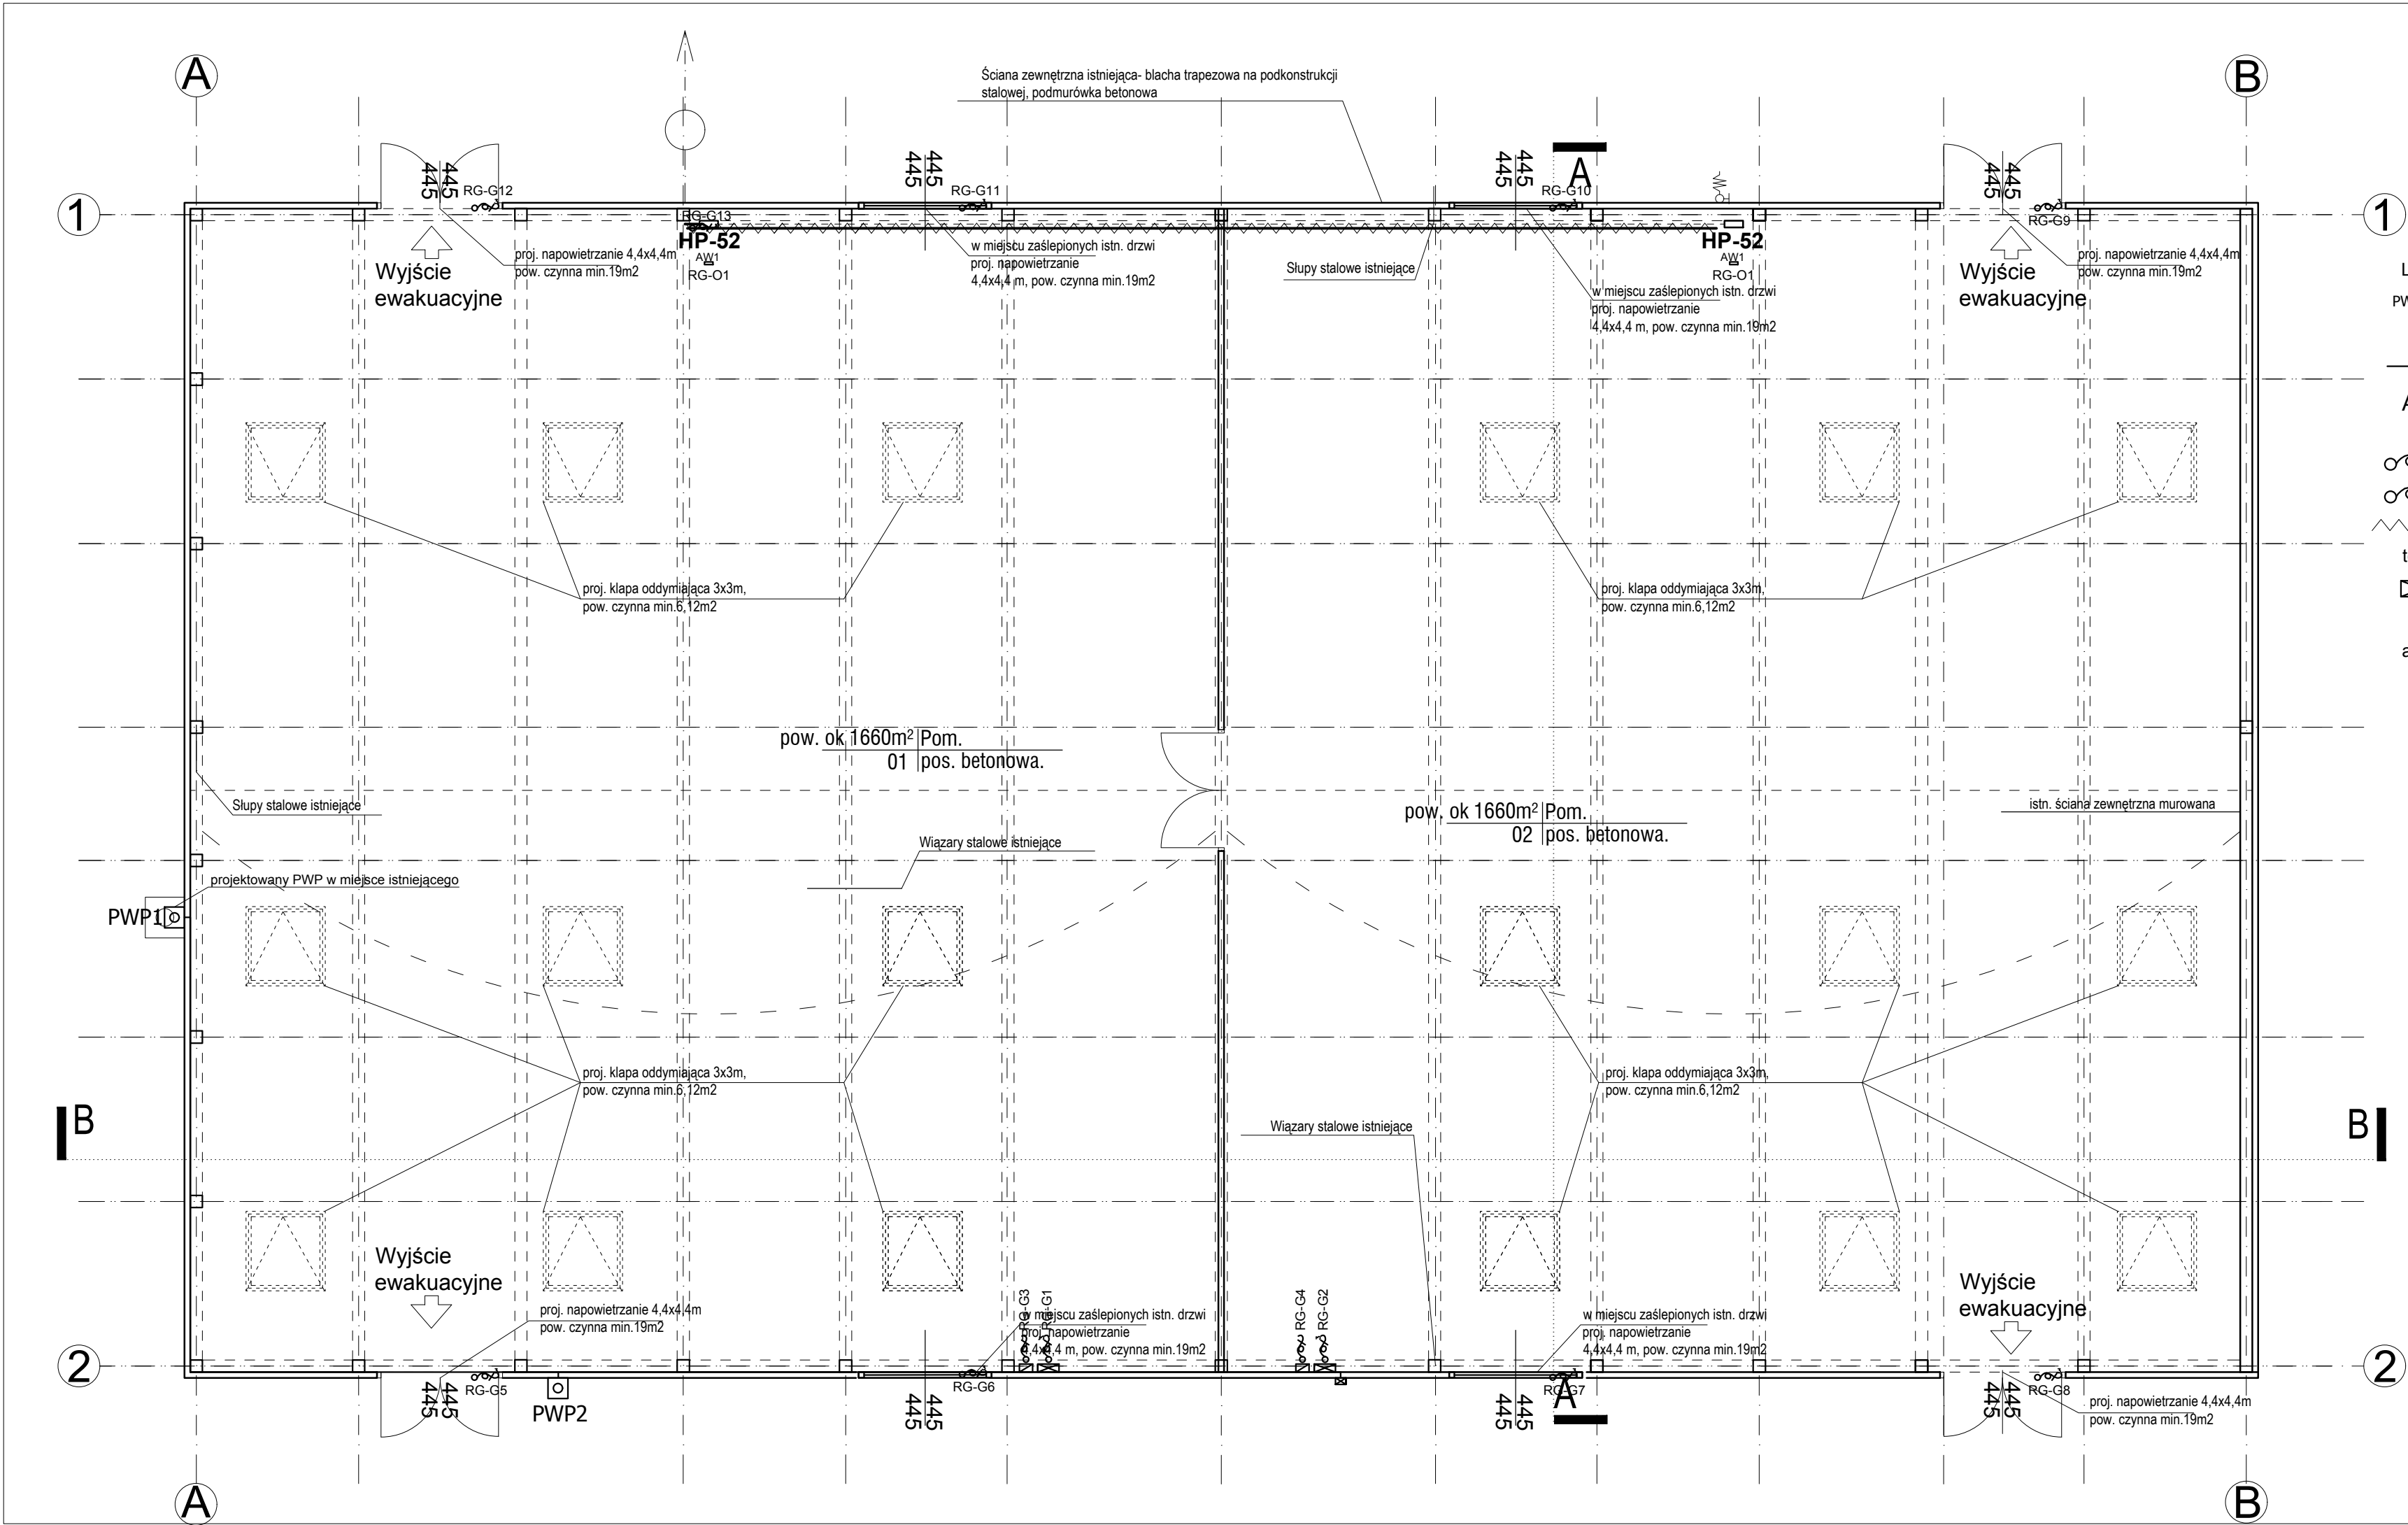 A
B
Ściana zewnętrzna istniejąca- blacha trapezowa na podkonstrukcji
stalowej, podmurówka betonowa
445
445
RG-G12
445
445
RG-G11
445
445
A
RG-G10
445
445
RG-G9
1
1
RG-G13
HP-52
AW1
RG-O1
HP-52
AW1
RG-O1
Wyjście
ewakuacyjne
proj. napowietrzanie 4,4x4,4m
pow. czynna min.19m2
w miejscu zaślepionych istn. drzwi
proj. napowietrzanie
4,4x4,4 m, pow. czynna min.19m2
Słupy stalowe istniejące
w miejscu zaślepionych istn. drzwi
proj. napowietrzanie
4,4x4,4 m, pow. czynna min.19m2
Wyjście
ewakuacyjne
proj. napowietrzanie 4,4x4,4m
pow. czynna min.19m2
proj. klapa oddymiająca 3x3m,
pow. czynna min.6,12m2
proj. klapa oddymiająca 3x3m,
pow. czynna min.6,12m2
pow. ok 1660m² Pom.
01 pos. betonowa.
pow. ok 1660m² Pom.
02 pos. betonowa.
Słupy stalowe istniejące
istn. ściana zewnętrzna murowana
Wiązary stalowe istniejące
projektowany PWP w miejsce istniejącego
PWP1
proj. klapa oddymiająca 3x3m,
pow. czynna min.6,12m2
proj. klapa oddymiająca 3x3m,
pow. czynna min.6,12m2
B
B
Wiązary stalowe istniejące
Wyjście
ewakuacyjne
proj. napowietrzanie 4,4x4,4m
pow. czynna min.19m2
RG-G3
RG-G1
w miejscu zaślepionych istn. drzwi
proj. napowietrzanie
4,4x4,4 m, pow. czynna min.19m2
RG-G4
RG-G2
w miejscu zaślepionych istn. drzwi
proj. napowietrzanie
4,4x4,4 m, pow. czynna min.19m2
Wyjście
ewakuacyjne
2
2
445
445
RG-G5
PWP2
445
445
RG-G6
445
445
RG-G7
A
445
445
RG-G8
proj. napowietrzanie 4,4x4,4m
pow. czynna min.19m2
A
B